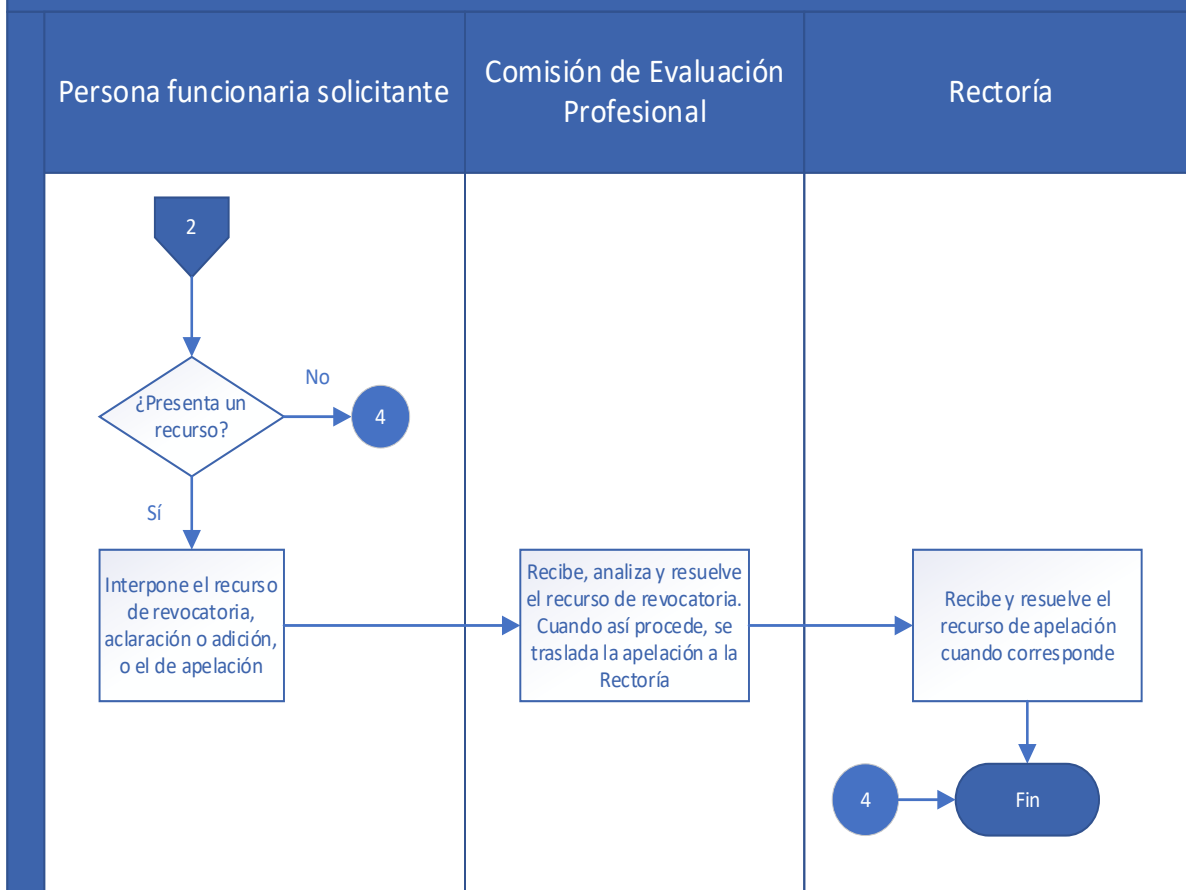 Persona funcionaria solicitante
Comisión de Evaluación
Profesional
Rectoría
2
¿Presenta un
recurso?
No
4
Sí
Interpone el recurso
de revocatoria,
aclaración o adición,
o el de apelación
Recibe, analiza y resuelve
el recurso de revocatoria.
Cuando así procede, se
traslada la apelación a la
Rectoría
Recibe y resuelve el
recurso de apelación
cuando corresponde
4
Fin